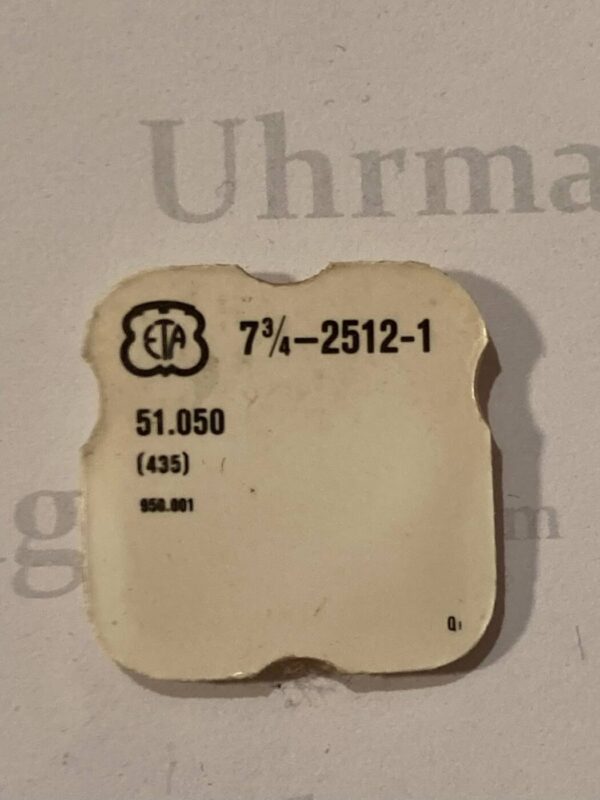 Uhrma
ETA
7¾–2512-1
51.050
(435)
950.001
g
m
Q